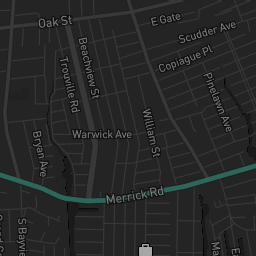 E Gate
Oak St
Scudder Ave
Beachview St
Copiague Pl
Trouville Rd
Pinelawn Ave
William St
Warwick Ave
Bryan Ave
Merrick Rd